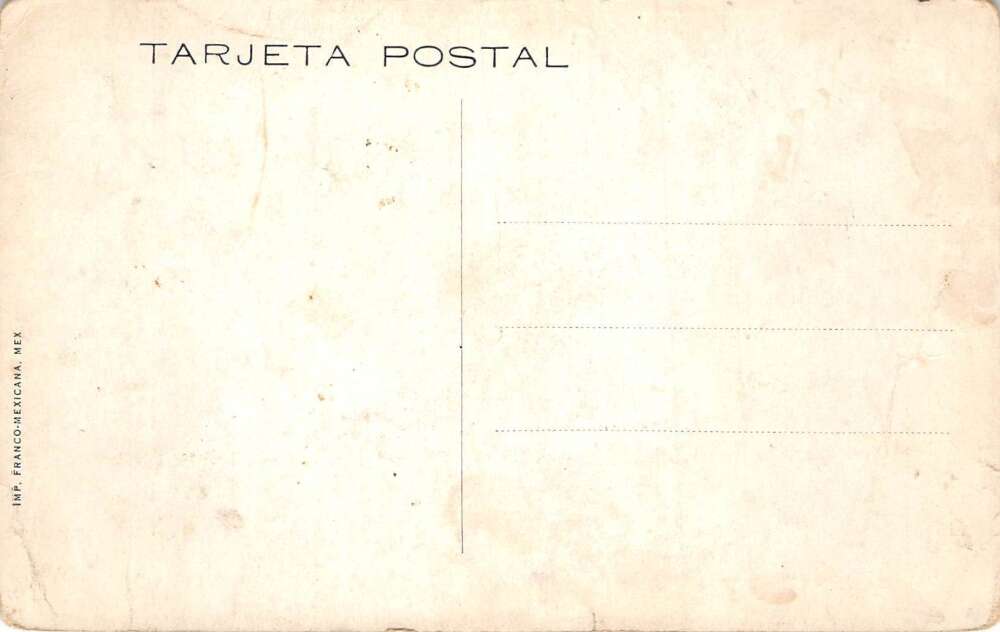 TARJETA POSTAL
IMP. FRANCO-MEXICANA, MEX